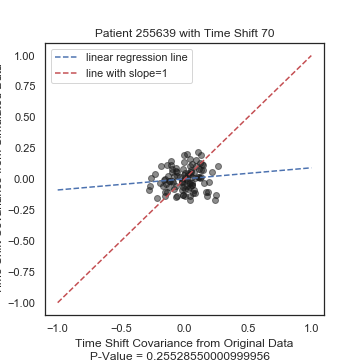 Patient 255639 with Time Shift 70
linear regression line
line with slope=1
1.00
0.75
0.50
0.25
0.00
−0.25
−0.50
−0.75
−1.00
−1.0
−0.5
0.0
0.5
1.0
Time Shift Covariance from Original Data
P-Value = 0.25528550000999956